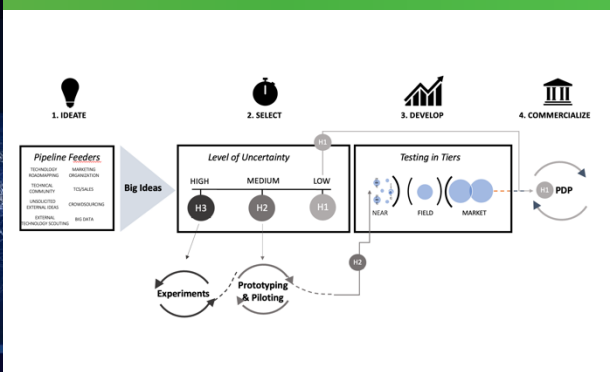 1. IDEATE
2. SELECT
3. DEVELOP
4. COMMERCIALIZE
Pipeline Feeders
TECHNOLOGY ROADMAPPING
MARKETING ORGANIZATION
TECHNICAL COMMUNITY
TCS/SALES
UNSOLICITED EXTERNAL IDEAS
CROWDSOURCING
EXTERNAL TECHNOLOGY SCOUTING
BIG DATA
Big Ideas
Level of Uncertainty
HIGH
MEDIUM
LOW
H3
H2
H1
H1
Testing in Tiers
NEAR
FIELD
MARKET
H1
PDP
H2
Experiments
Prototyping
& Piloting